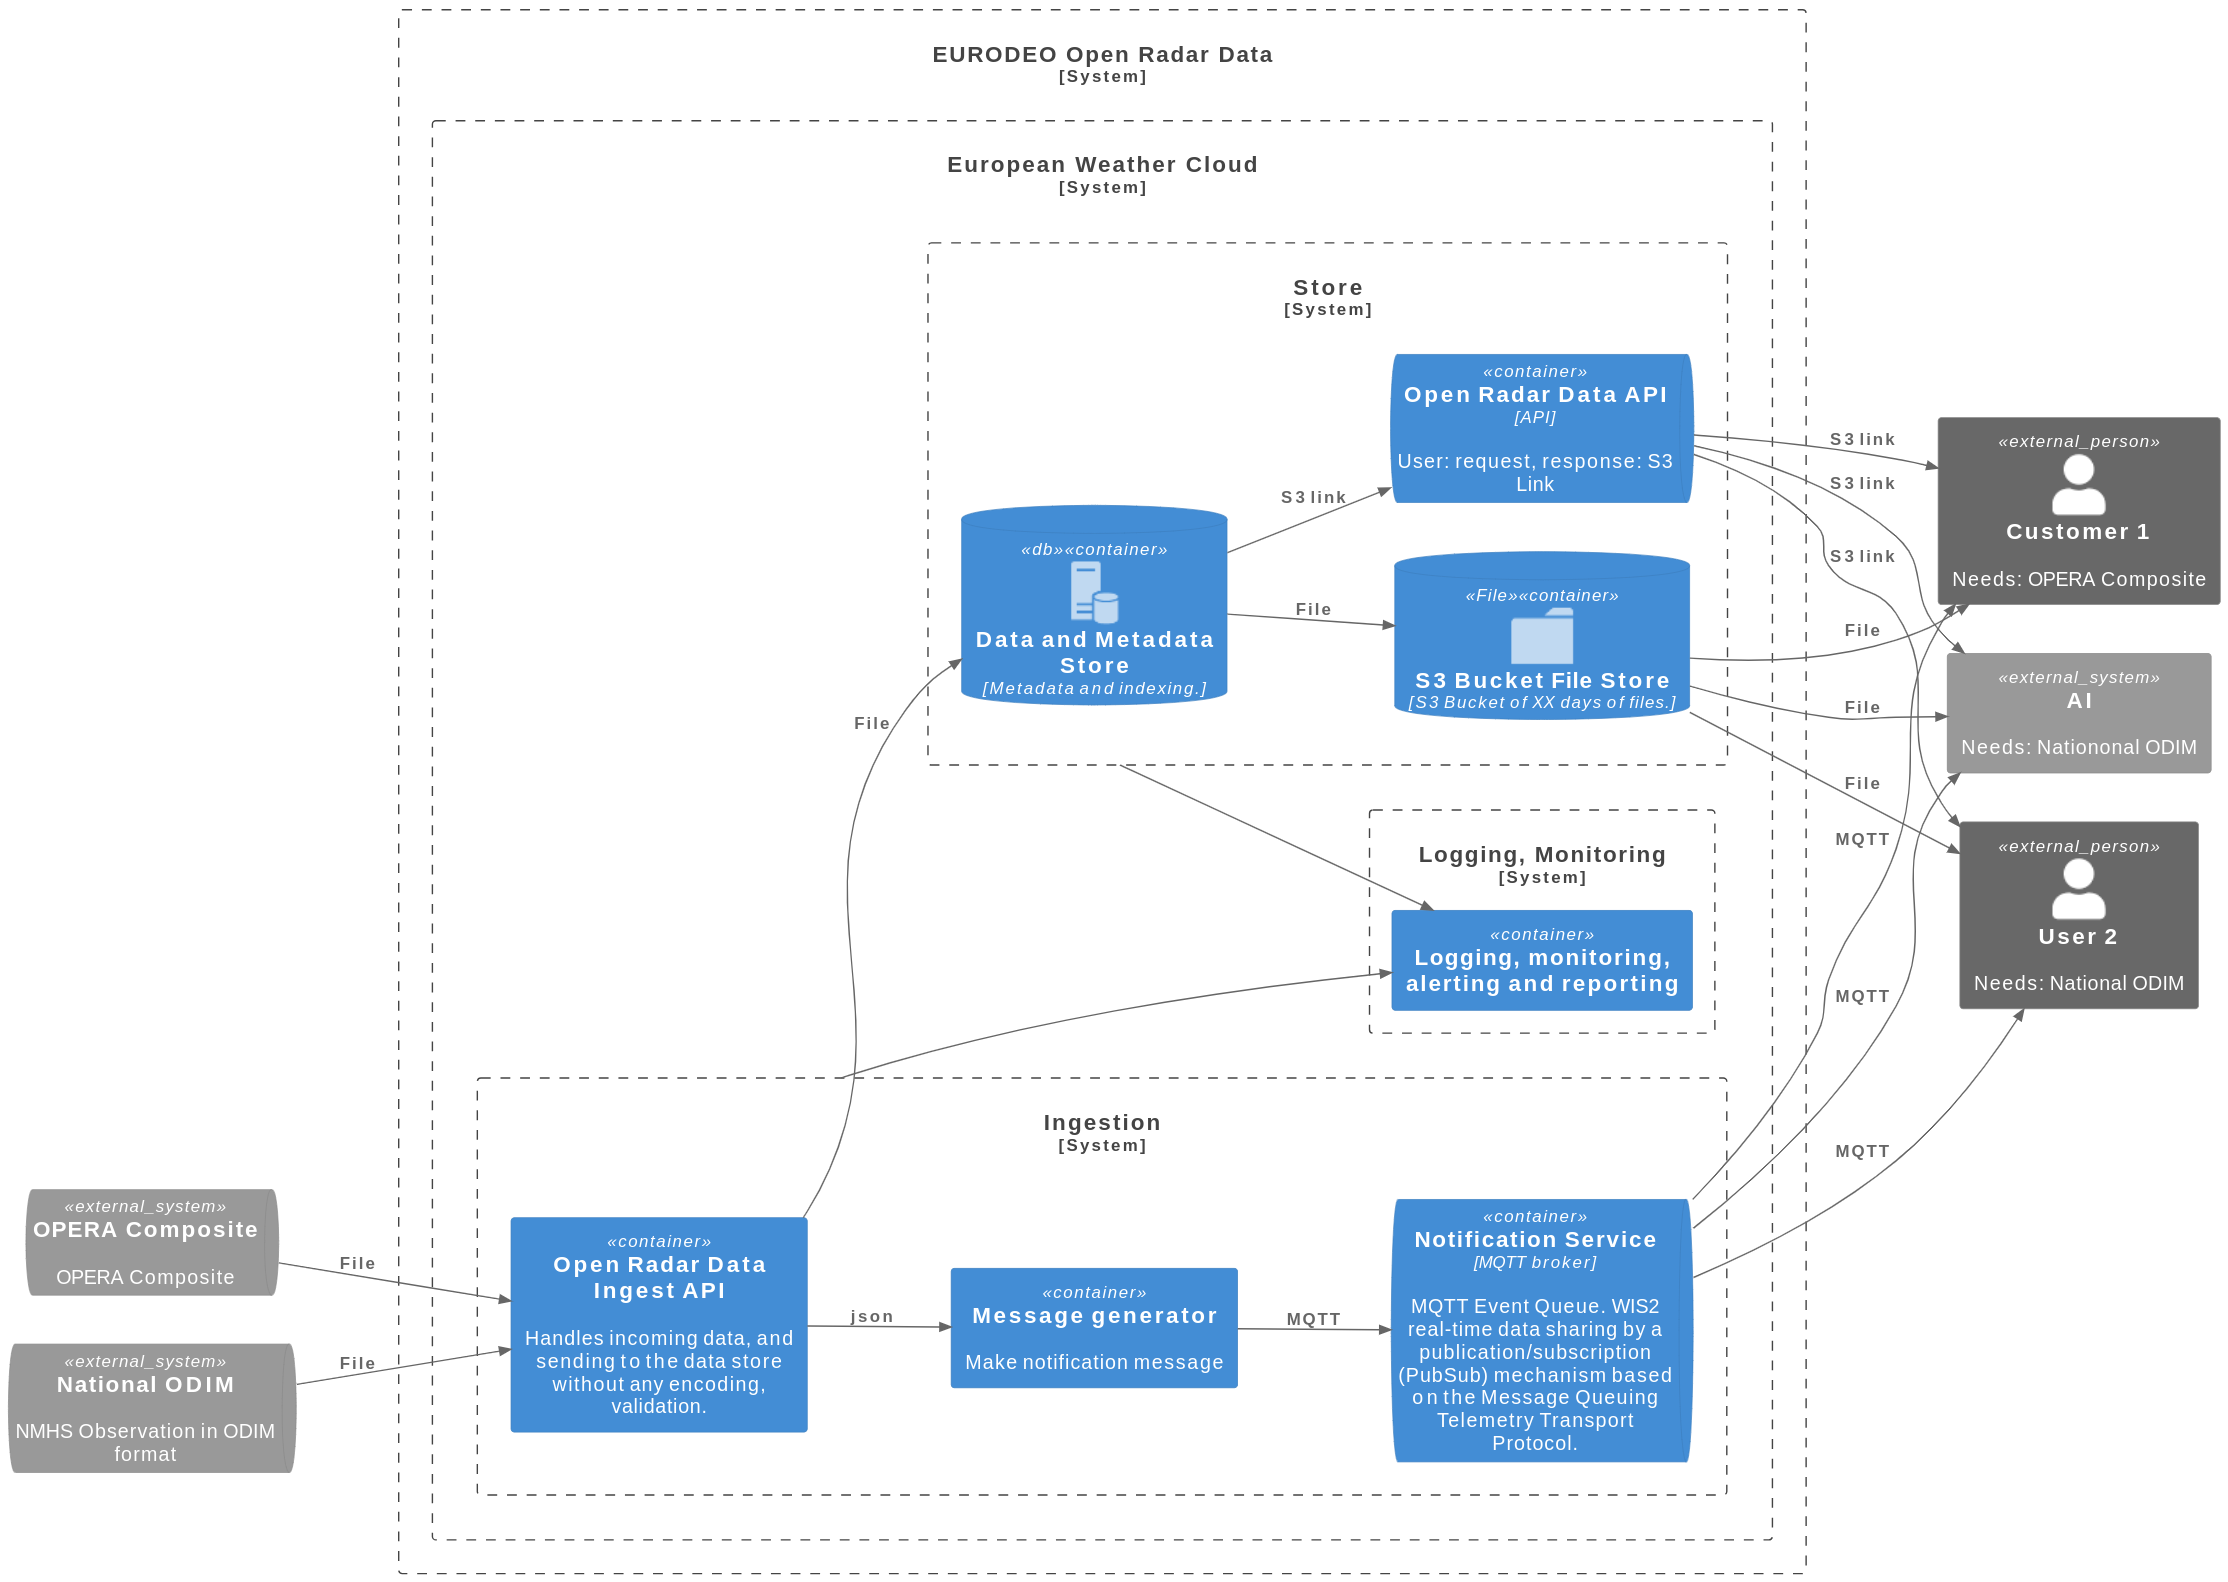 EURODEO Open Radar Data
[System]
European Weather Cloud
[System]
Store
[System]
«container»
Open Radar Data API
[API]
User: request, response: S3
Link
«db»«container»
Data and Metadata
Store
[Metadata and indexing.]
S3 link
File
«File»«container»
S3 Bucket File Store
[S3 Bucket of XX days of files.]
File
Logging, Monitoring
[System]
«container»
Logging, monitoring,
alerting and reporting
Ingestion
[System]
«external_system»
OPERA Composite
OPERA Composite
File
«external_system»
National ODIM
NMHS Observation in ODIM
format
File
«container»
Open Radar Data
Ingest API
Handles incoming data, and
sending to the data store
without any encoding,
validation.
json
«container»
Message generator
Make notification message
MQTT
«container»
Notification Service
[MQTT broker]
MQTT Event Queue. WIS2
real-time data sharing by a
publication/subscription
(PubSub) mechanism based
on the Message Queuing
Telemetry Transport
Protocol.
S3 link
S3 link
S3 link
File
File
File
MQTT
MQTT
MQTT
«external_person»
Customer 1
Needs: OPERA Composite
«external_system»
AI
Needs: Nationonal ODIM
«external_person»
User 2
Needs: National ODIM